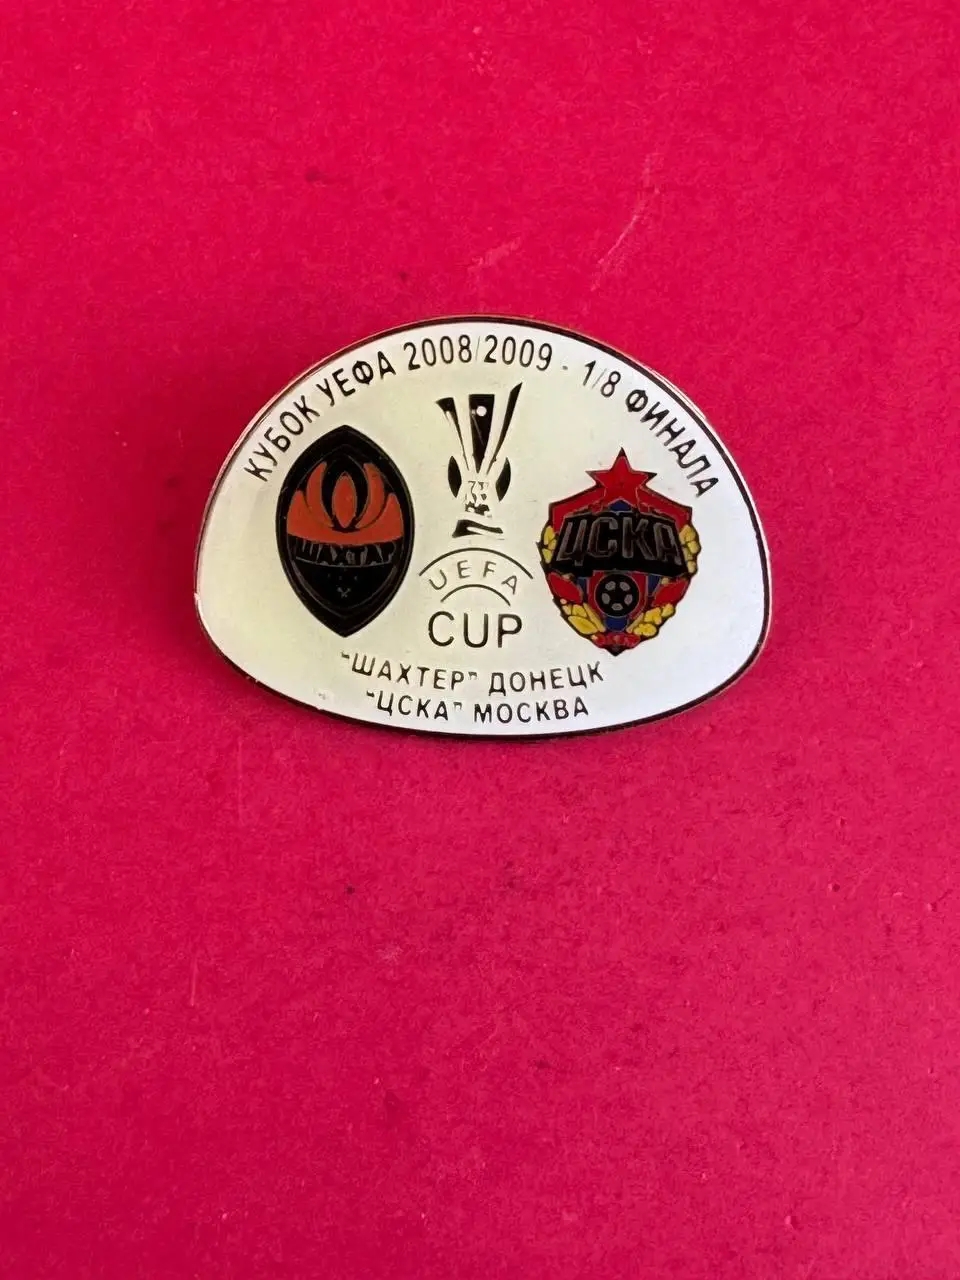 КУБОК УЕФА 2008/2009 - 1/8 ФИНАЛА
ШАХТАР
ЦСКА
UEFA
CUP
"ШАХТЕР" ДОНЕЦК
"ЦСКА" МОСКВА